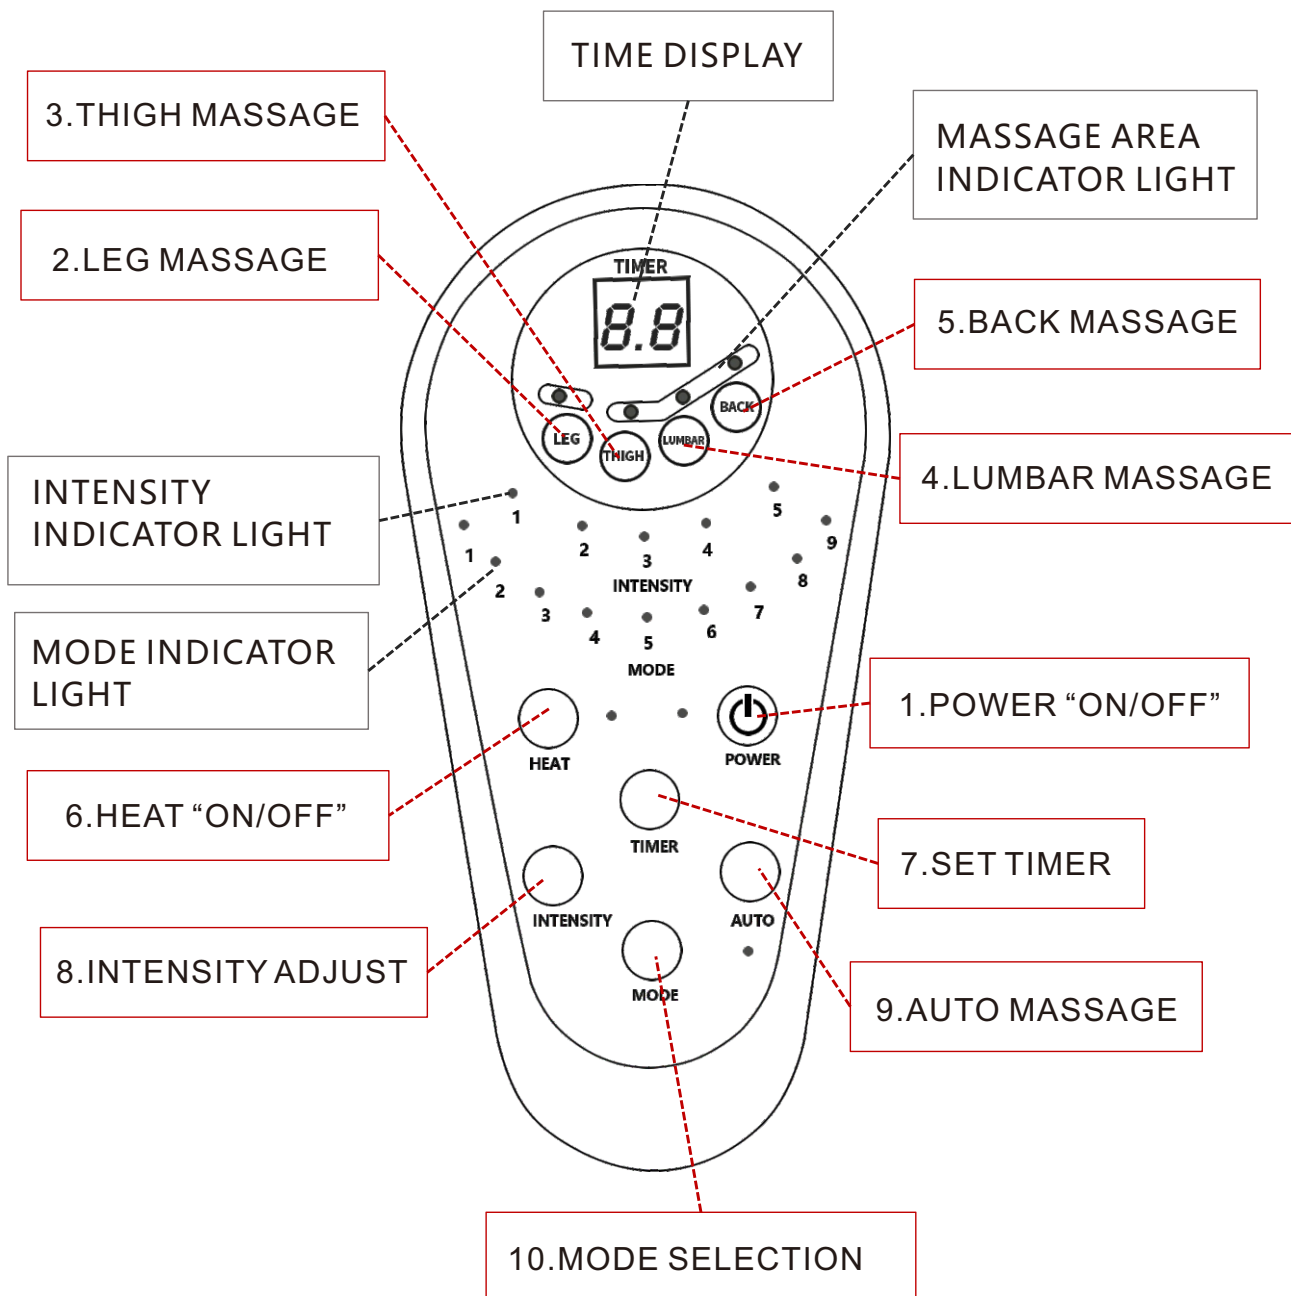 TIME DISPLAY
3.THIGH MASSAGE
MASSAGE AREA
INDICATOR LIGHT
2.LEG MASSAGE
TIMER
8.8
5.BACK MASSAGE
BACK
LEG
LUMBAR
THIGH
4.LUMBAR MASSAGE
INTENSITY
INDICATOR LIGHT
1
2
3
4
5
INTENSITY
1
2
3
4
5
6
7
8
9
MODE
MODE INDICATOR
LIGHT
1.POWER “ON/OFF”
HEAT
POWER
6.HEAT “ON/OFF”
TIMER
7.SET TIMER
INTENSITY
AUTO
8.INTENSITY ADJUST
MODE
9.AUTO MASSAGE
10.MODE SELECTION